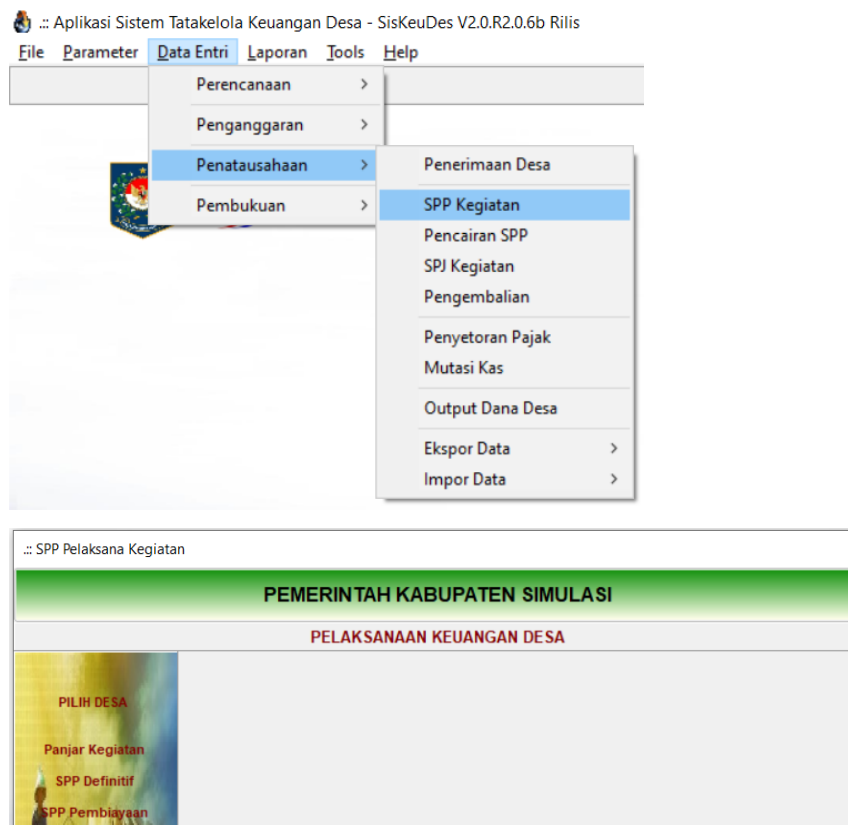 .:: Aplikasi Sistem Tatakelola Keuangan Desa - SisKeuDes V2.0.R2.0.6b Rilis
File Parameter Data Entri Laporan Tools Help
Perencanaan
Penganggaran
Penatausahaan
Pembukuan
Penerimaan Desa
SPP Kegiatan
Pencairan SPP
SPJ Kegiatan
Pengembalian
Penyetoran Pajak
Mutasi Kas
Output Dana Desa
Ekspor Data
Impor Data
.:: SPP Pelaksana Kegiatan
PEMERINTAH KABUPATEN SIMULASI
PELAKSANAAN KEUANGAN DESA
PILIH DESA
Panjar Kegiatan
SPP Definitif
SPP Pembiayaan